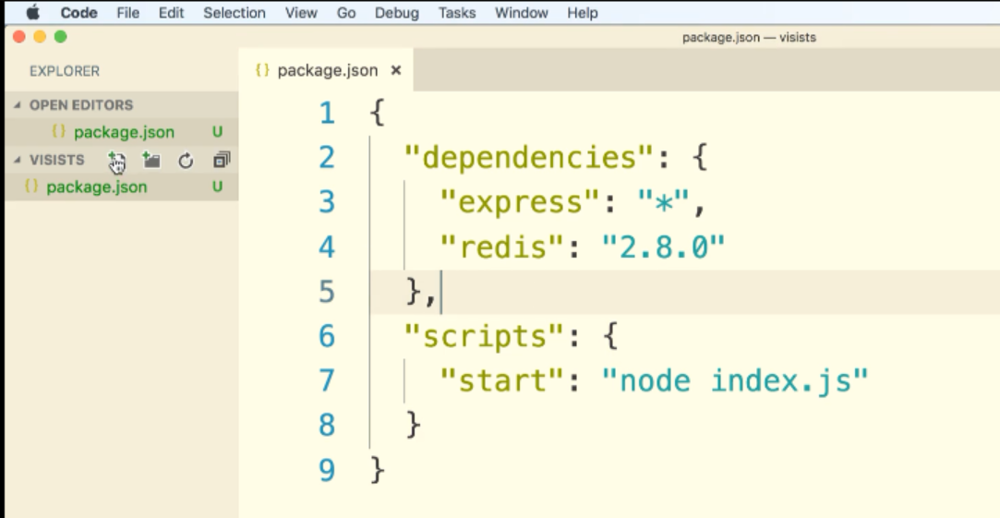 Code File Edit Selection View Go Debug Tasks Window Help
package.json — visists
EXPLORER
OPEN EDITORS
{} package.json U
VISISTS
{} package.json U
{} package.json ×
1 {
2   "dependencies": {
3     "express": "*",
4     "redis": "2.8.0"
5   },
6   "scripts": {
7     "start": "node index.js"
8   }
9 }